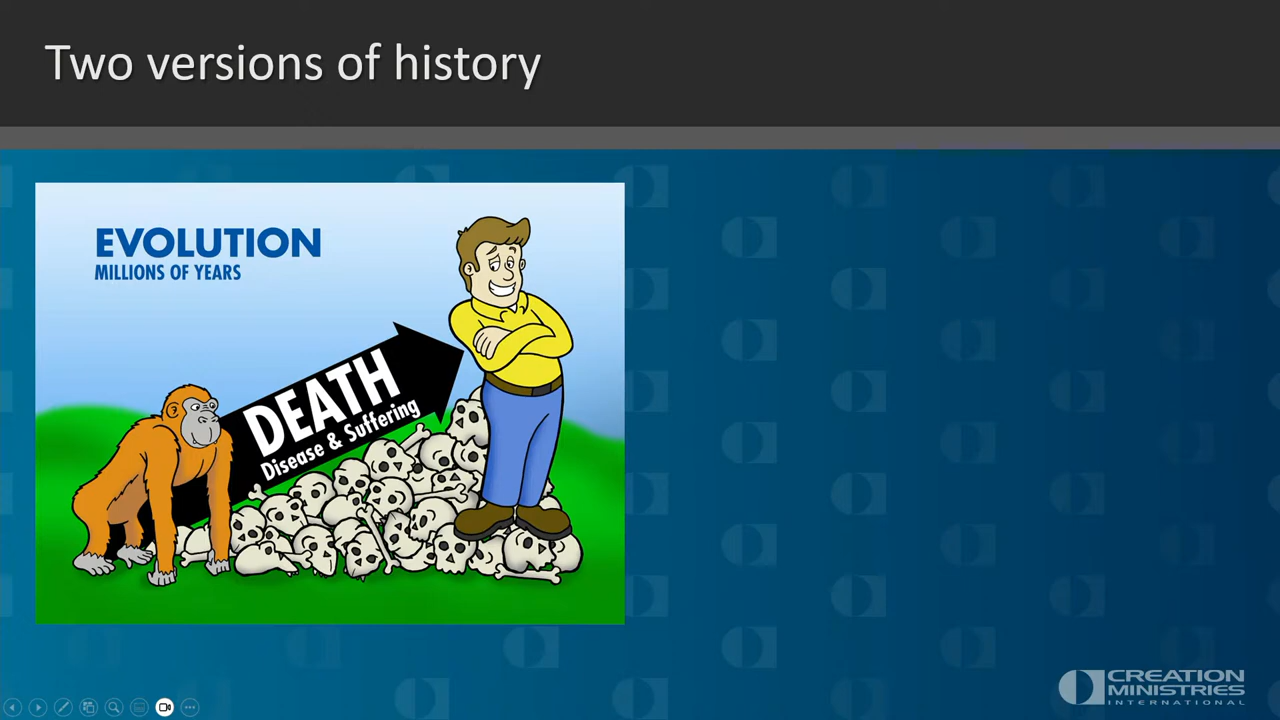 Two versions of history
EVOLUTION
MILLIONS OF YEARS
DEATH
Disease & Suffering
CREATION
MINISTRIES
INTERNATIONAL